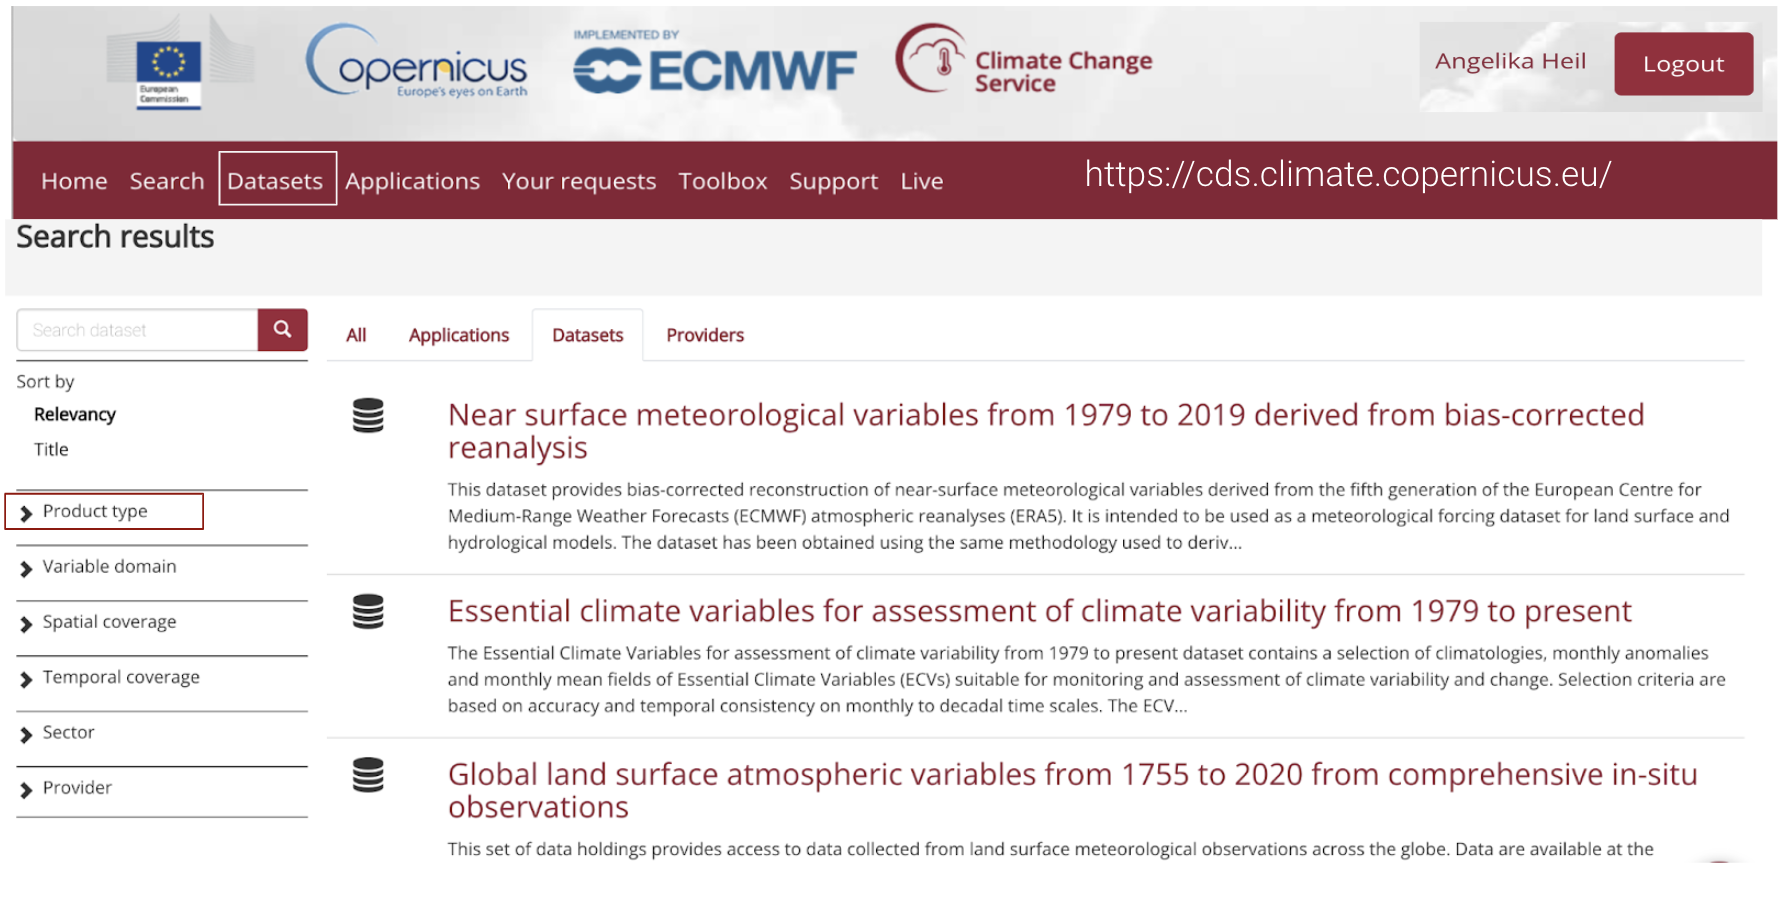 European
Commission
Copernicus
Europe's eyes on Earth
IMPLEMENTED BY
ECMWF
Climate Change
Service
Angelika Heil
Logout
Home Search Datasets Applications Your requests Toolbox Support Live
https://cds.climate.copernicus.eu/
Search results
Search dataset
Sort by
Relevancy
Title
Product type
Variable domain
Spatial coverage
Temporal coverage
Sector
Provider
All Applications Datasets Providers
Near surface meteorological variables from 1979 to 2019 derived from bias-corrected
reanalysis
This dataset provides bias-corrected reconstruction of near-surface meteorological variables derived from the fifth generation of the European Centre for
Medium-Range Weather Forecasts (ECMWF) atmospheric reanalyses (ERA5). It is intended to be used as a meteorological forcing dataset for land surface and
hydrological models. The dataset has been obtained using the same methodology used to deriv...
Essential climate variables for assessment of climate variability from 1979 to present
The Essential Climate Variables for assessment of climate variability from 1979 to present dataset contains a selection of climatologies, monthly anomalies
and monthly mean fields of Essential Climate Variables (ECVs) suitable for monitoring and assessment of climate variability and change. Selection criteria are
based on accuracy and temporal consistency on monthly to decadal time scales. The ECV...
Global land surface atmospheric variables from 1755 to 2020 from comprehensive in-situ
observations
This set of data holdings provides access to data collected from land surface meteorological observations across the globe. Data are available at the